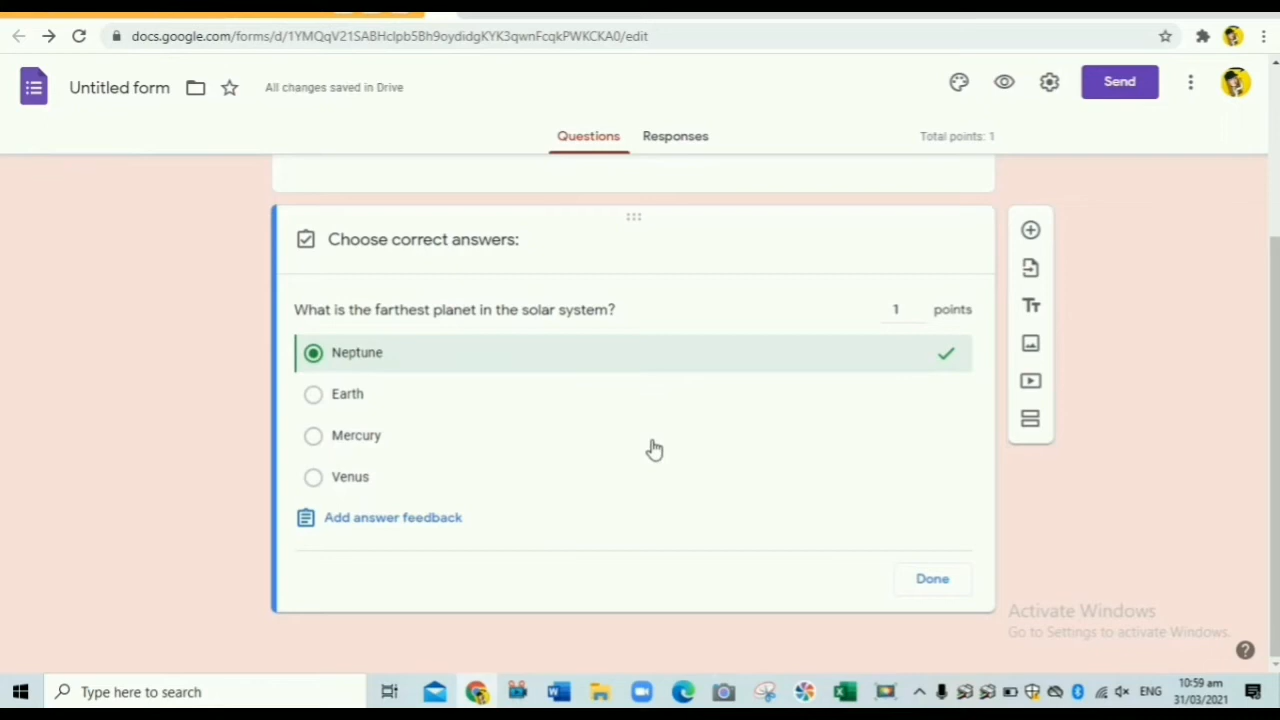 docs.google.com/forms/d/1YMQqV21SABHclpb5Bh9oydidgKYK3qwnFcqkPWKCKA0/edit
Untitled form
All changes saved in Drive
Send
Questions
Responses
Total points: 1
Choose correct answers:
What is the farthest planet in the solar system?
1 points
Neptune
Earth
Mercury
Venus
Add answer feedback
Done
Activate Windows
Go to Settings to activate Windows.
Type here to search
ENG
10:59 am
31/03/2021